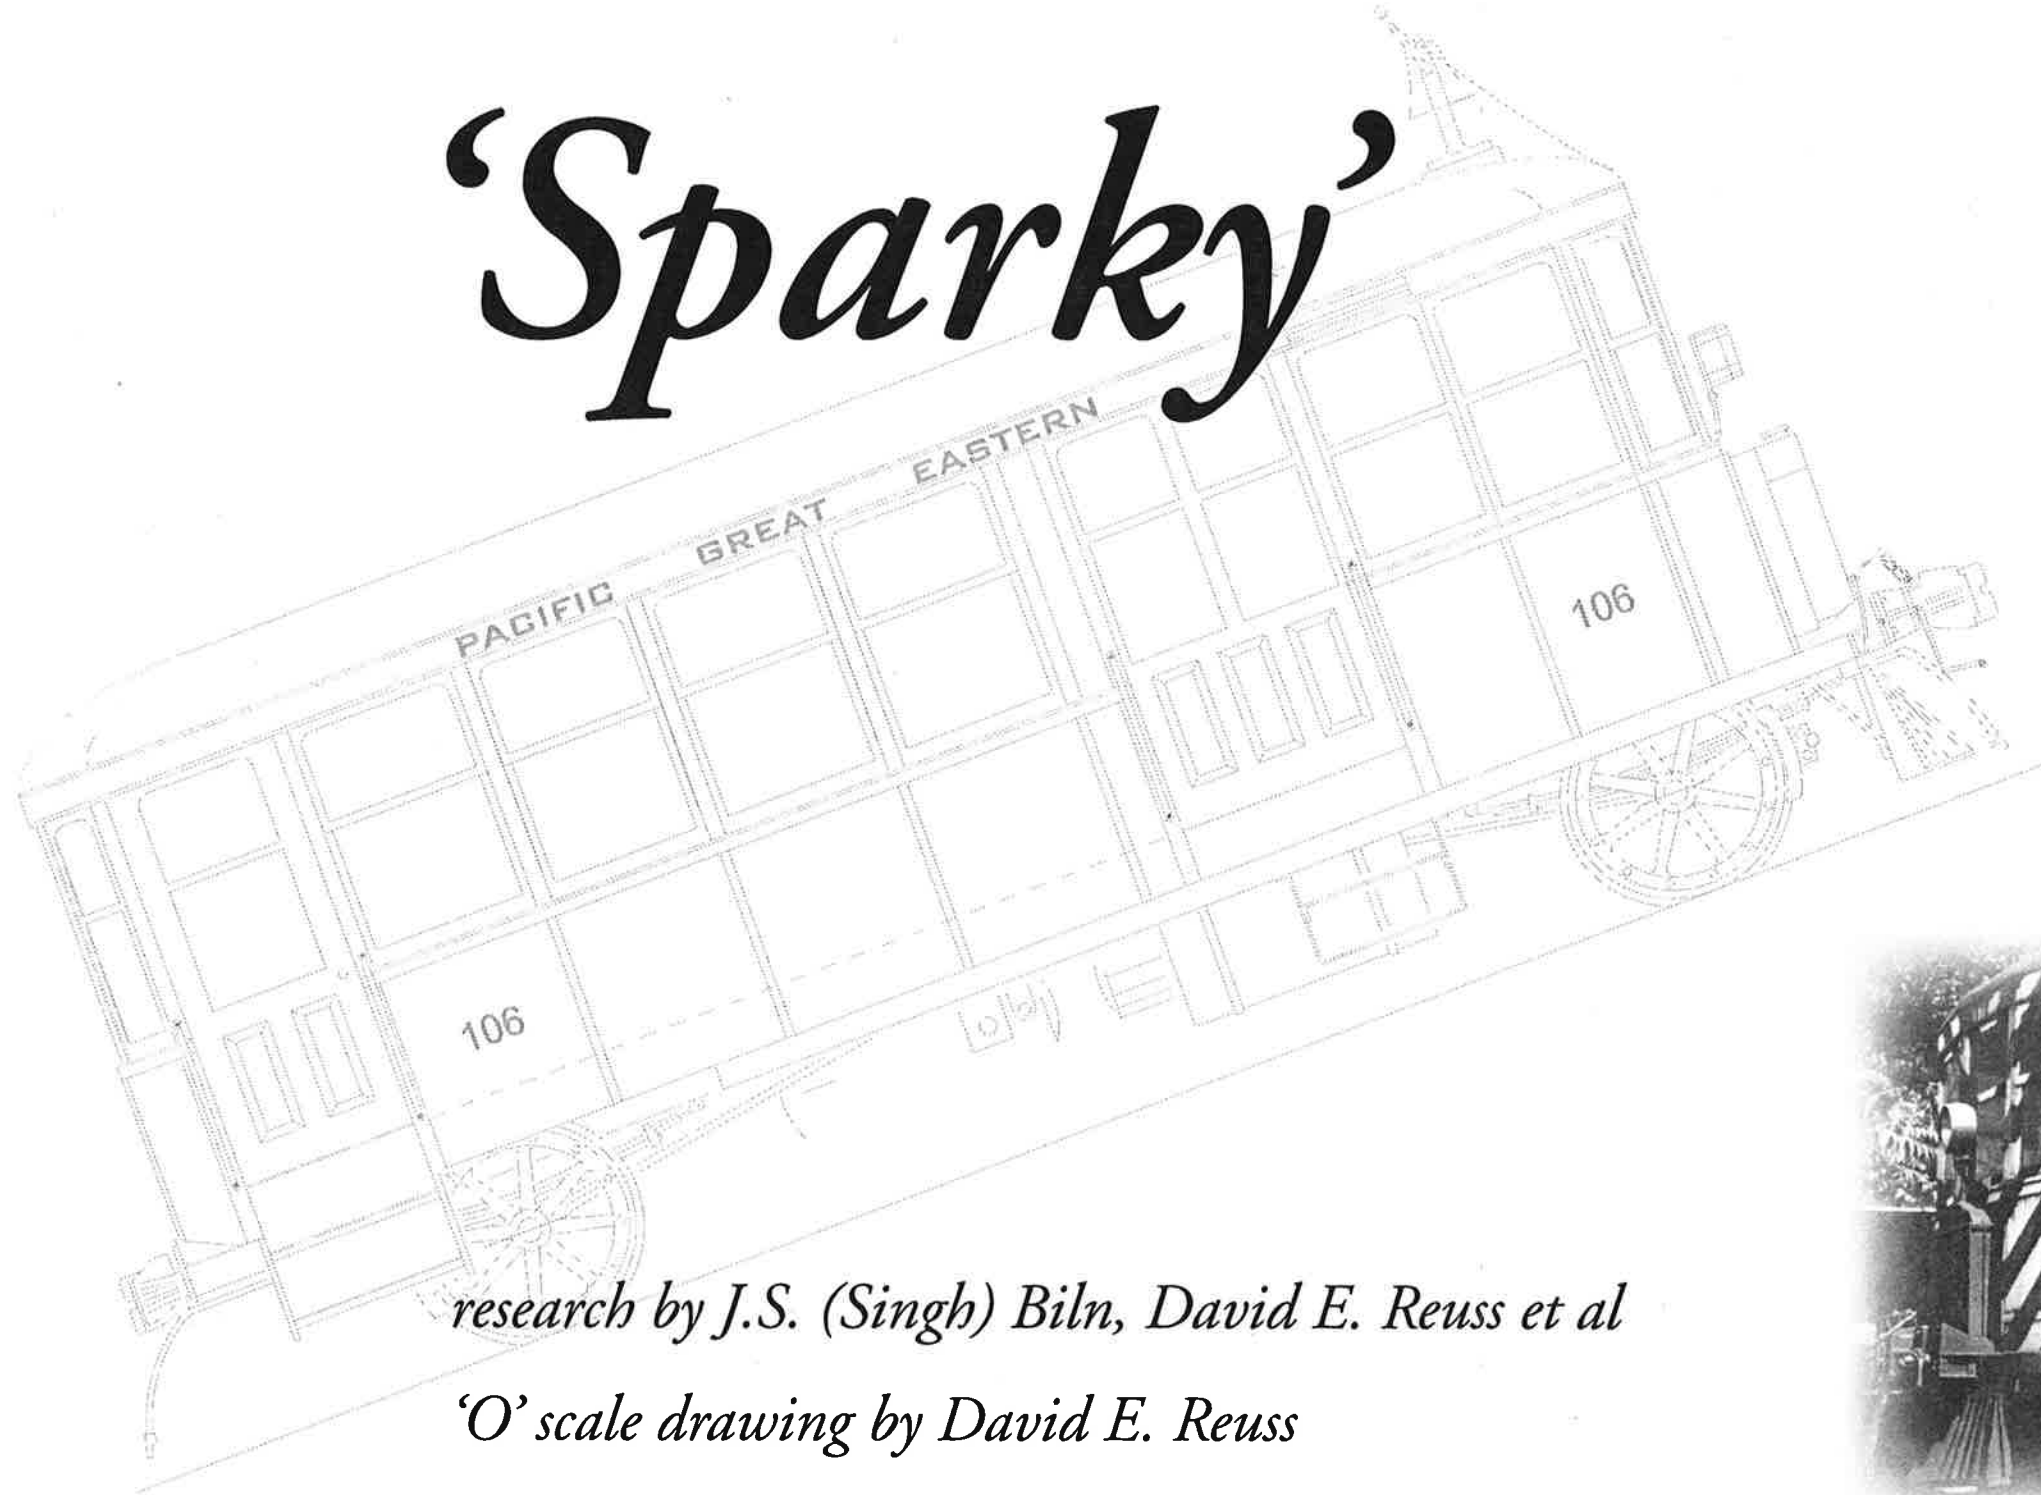 ‘Sparky’
PACIFIC GREAT EASTERN
106
106
research by J.S. (Singh) Biln, David E. Reuss et al
‘O’ scale drawing by David E. Reuss